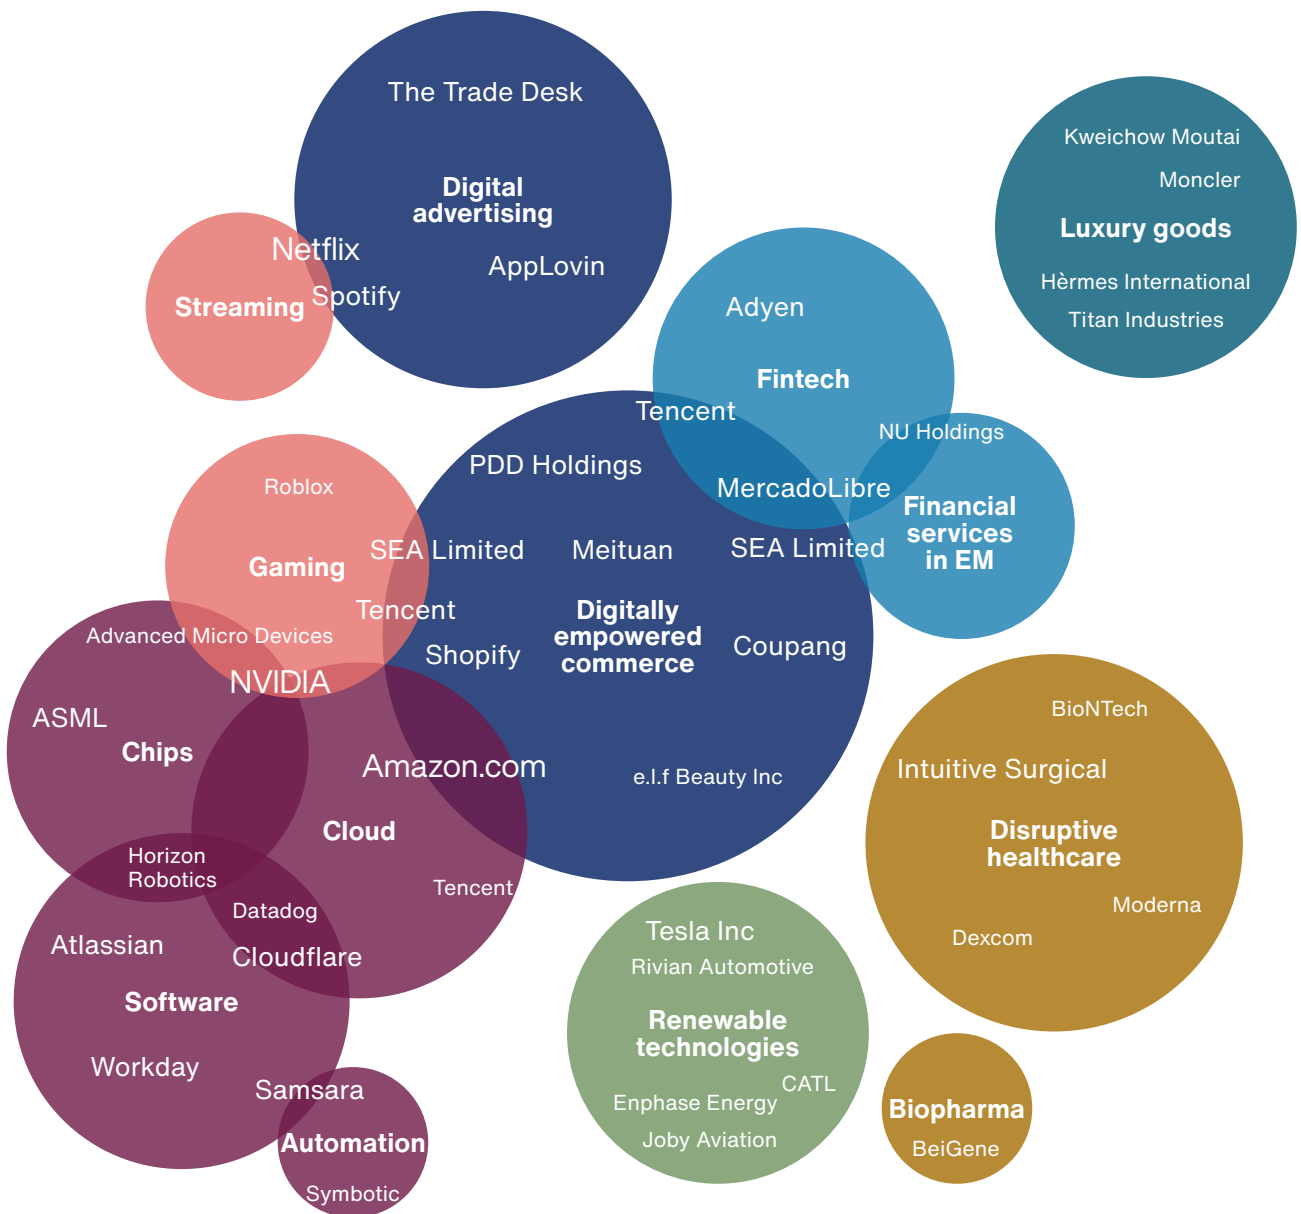 The Trade Desk
Digital
advertising
AppLovin
Netflix
Spotify
Streaming
Kweichow Moutai
Moncler
Luxury goods
Hèrmes International
Titan Industries
Adyen
Fintech
Tencent
MercadoLibre
NU Holdings
Financial
services
in EM
SEA Limited
PDD Holdings
Meituan
Digitally
empowered
commerce
Coupang
Shopify
e.l.f Beauty Inc
Roblox
Gaming
SEA Limited
Tencent
Advanced Micro Devices
NVIDIA
ASML
Chips
Amazon.com
Cloud
Tencent
Horizon
Robotics
Datadog
Cloudflare
Atlassian
Software
Workday
Samsara
Automation
Symbotic
Tesla Inc
Rivian Automotive
Renewable
technologies
CATL
Enphase Energy
Joby Aviation
BioNTech
Intuitive Surgical
Disruptive
healthcare
Moderna
Dexcom
Biopharma
BeiGene